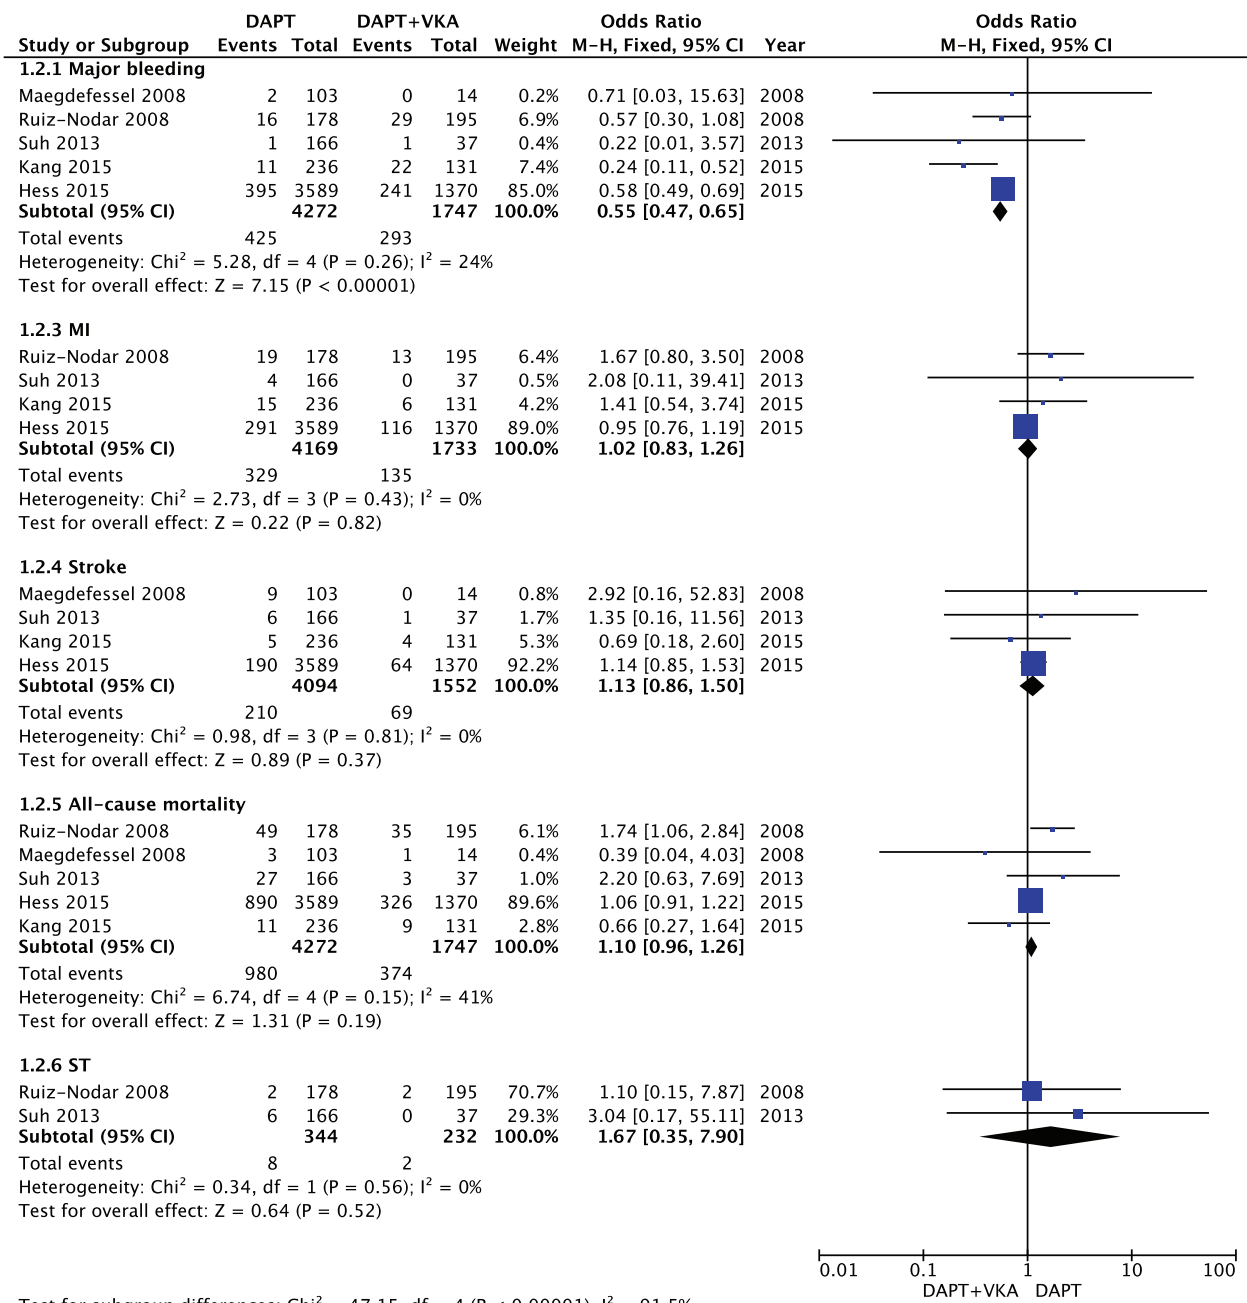 DAPT DAPT+VKA Odds Ratio Odds Ratio
Study or Subgroup Events Total Events Total Weight M-H, Fixed, 95% CI Year M-H, Fixed, 95% CI
1.2.1 Major bleeding
Maegdefessel 2008 2 103 0 14 0.2% 0.71 [0.03, 15.63] 2008
Ruiz-Nodar 2008 16 178 29 195 6.9% 0.57 [0.30, 1.08] 2008
Suh 2013 1 166 1 37 0.4% 0.22 [0.01, 3.57] 2013
Kang 2015 11 236 22 131 7.4% 0.24 [0.11, 0.52] 2015
Hess 2015 395 3589 241 1370 85.0% 0.58 [0.49, 0.69] 2015
Subtotal (95% CI) 4272 1747 100.0% 0.55 [0.47, 0.65]
Total events 425 293
Heterogeneity: Chi² = 5.28, df = 4 (P = 0.26); I² = 24%
Test for overall effect: Z = 7.15 (P < 0.00001)
1.2.3 MI
Ruiz-Nodar 2008 19 178 13 195 6.4% 1.67 [0.80, 3.50] 2008
Suh 2013 4 166 0 37 0.5% 2.08 [0.11, 39.41] 2013
Kang 2015 15 236 6 131 4.2% 1.41 [0.54, 3.74] 2015
Hess 2015 291 3589 116 1370 89.0% 0.95 [0.76, 1.19] 2015
Subtotal (95% CI) 4169 1733 100.0% 1.02 [0.83, 1.26]
Total events 329 135
Heterogeneity: Chi² = 2.73, df = 3 (P = 0.43); I² = 0%
Test for overall effect: Z = 0.22 (P = 0.82)
1.2.4 Stroke
Maegdefessel 2008 9 103 0 14 0.8% 2.92 [0.16, 52.83] 2008
Suh 2013 6 166 1 37 1.7% 1.35 [0.16, 11.56] 2013
Kang 2015 5 236 4 131 5.3% 0.69 [0.18, 2.60] 2015
Hess 2015 190 3589 64 1370 92.2% 1.14 [0.85, 1.53] 2015
Subtotal (95% CI) 4094 1552 100.0% 1.13 [0.86, 1.50]
Total events 210 69
Heterogeneity: Chi² = 0.98, df = 3 (P = 0.81); I² = 0%
Test for overall effect: Z = 0.89 (P = 0.37)
1.2.5 All-cause mortality
Ruiz-Nodar 2008 49 178 35 195 6.1% 1.74 [1.06, 2.84] 2008
Maegdefessel 2008 3 103 1 14 0.4% 0.39 [0.04, 4.03] 2008
Suh 2013 27 166 3 37 1.0% 2.20 [0.63, 7.69] 2013
Hess 2015 890 3589 326 1370 89.6% 1.06 [0.91, 1.22] 2015
Kang 2015 11 236 9 131 2.8% 0.66 [0.27, 1.64] 2015
Subtotal (95% CI) 4272 1747 100.0% 1.10 [0.96, 1.26]
Total events 980 374
Heterogeneity: Chi² = 6.74, df = 4 (P = 0.15); I² = 41%
Test for overall effect: Z = 1.31 (P = 0.19)
1.2.6 ST
Ruiz-Nodar 2008 2 178 2 195 70.7% 1.10 [0.15, 7.87] 2008
Suh 2013 6 166 0 37 29.3% 3.04 [0.17, 55.11] 2013
Subtotal (95% CI) 344 232 100.0% 1.67 [0.35, 7.90]
Total events 8 2
Heterogeneity: Chi² = 0.34, df = 1 (P = 0.56); I² = 0%
Test for overall effect: Z = 0.64 (P = 0.52)
0.01 0.1 1 10 100
DAPT+VKA DAPT
Test for subgroup differences: Chi² = 47.15, df = 4 (P < 0.00001), I² = 91.5%